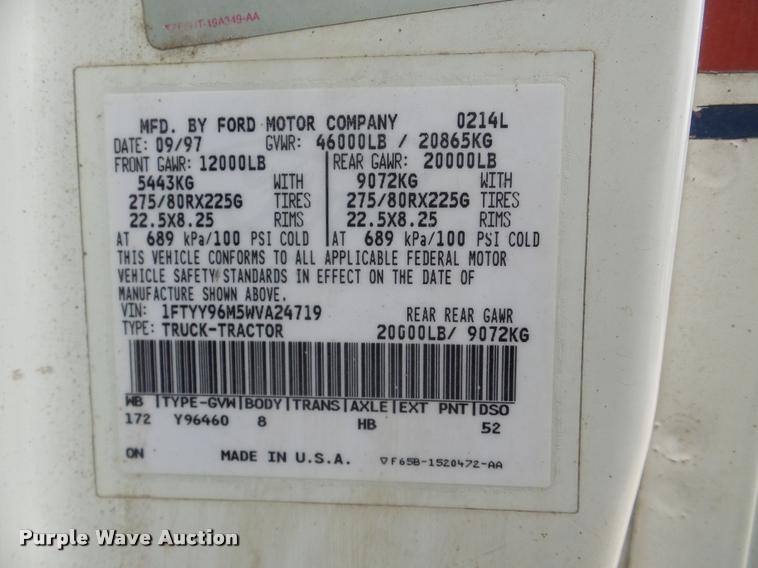 -19A349-AA
MFD. BY FORD MOTOR COMPANY 0214L
DATE: 09/97 GVWR: 46000LB / 20865KG
FRONT GAWR: 12000LB REAR GAWR: 20000LB
5443KG WITH 9072KG WITH
275/80RX225G TIRES 275/80RX225G TIRES
22.5X8.25 RIMS 22.5X8.25 RIMS
AT 689 kPa/100 PSI COLD AT 689 kPa/100 PSI COLD
THIS VEHICLE CONFORMS TO ALL APPLICABLE FEDERAL MOTOR
VEHICLE SAFETY STANDARDS IN EFFECT ON THE DATE OF
MANUFACTURE SHOWN ABOVE.
VIN: 1FTYY96M5WVA24719 REAR REAR GAWR
TYPE: TRUCK-TRACTOR 20000LB/ 9072KG
WB |TYPE-GVW|BODY|TRANS|AXLE|EXT PNT|DSO
172 Y96460 8 HB 52
ON MADE IN U.S.A. F65B-1520472-AA
Purple Wave Auction